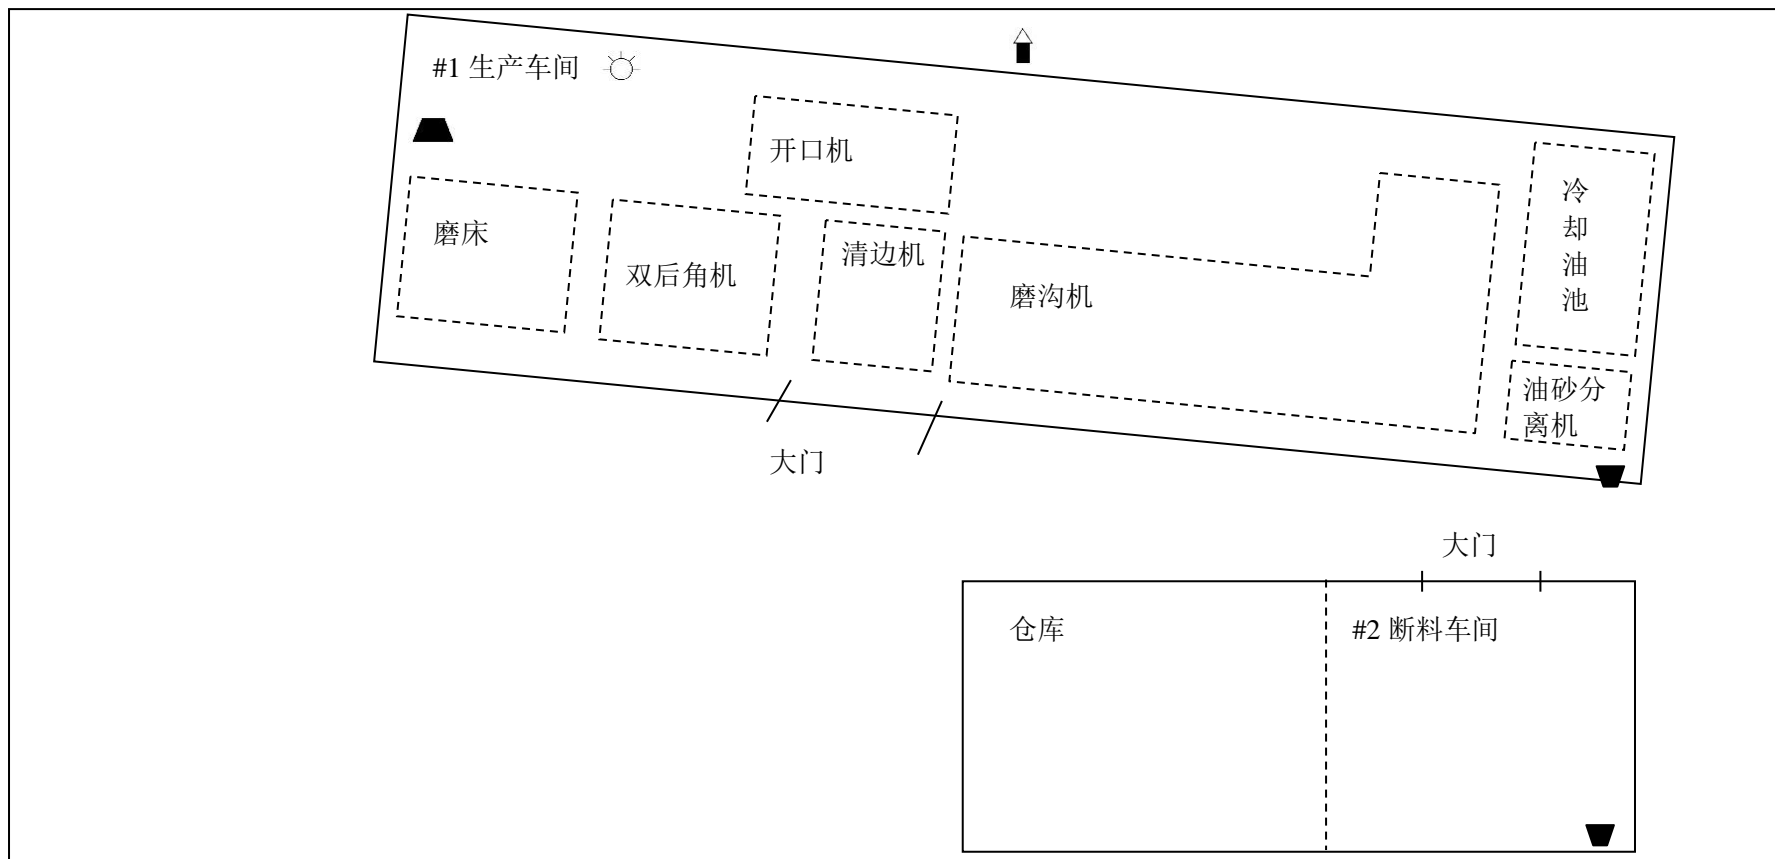 #1 生产车间
开口机
磨床
双后角机
清边机
磨沟机
冷
却
油
池
油砂分
离机
大门
大门
仓库
#2 断料车间